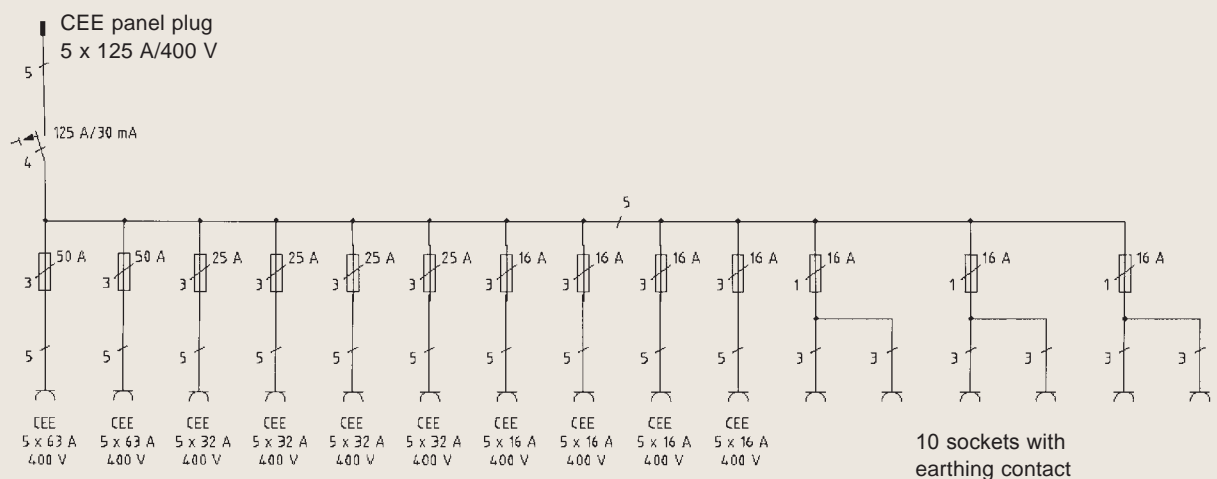 CEE panel plug
5 x 125 A/400 V
5
125 A/30 mA
4
5
50 A 50 A 25 A 25 A 25 A 25 A 16 A 16 A 16 A 16 A 16 A 16 A 16 A
3 3 3 3 3 3 3 3 3 3 1 1 1
5 5 5 5 5 5 5 5 5 5 3 3 3 3 3 3
CEE CEE CEE CEE CEE CEE CEE CEE CEE CEE
5 x 63 A 5 x 63 A 5 x 32 A 5 x 32 A 5 x 32 A 5 x 32 A 5 x 16 A 5 x 16 A 5 x 16 A 5 x 16 A
400 V 400 V 400 V 400 V 400 V 400 V 400 V 400 V 400 V 400 V
10 sockets with
earthing contact